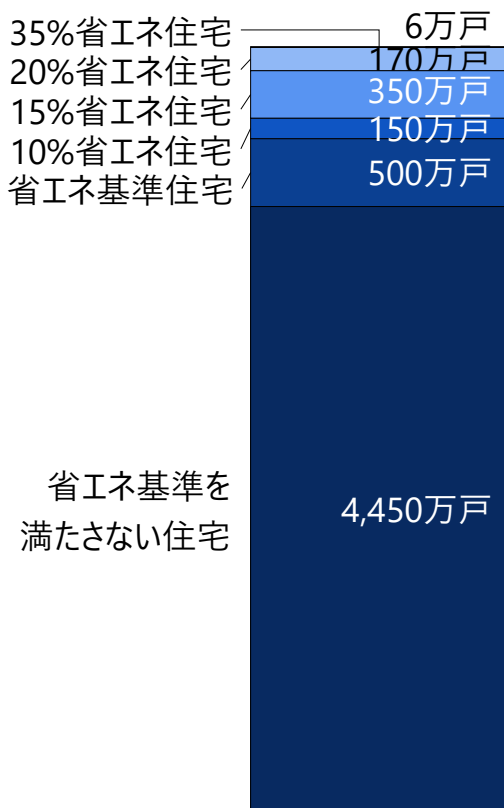 35%省エネ住宅 6万戸
20%省エネ住宅 170万戸
15%省エネ住宅 350万戸
10%省エネ住宅 150万戸
省エネ基準住宅 500万戸
省エネ基準を
満たさない住宅
4,450万戸